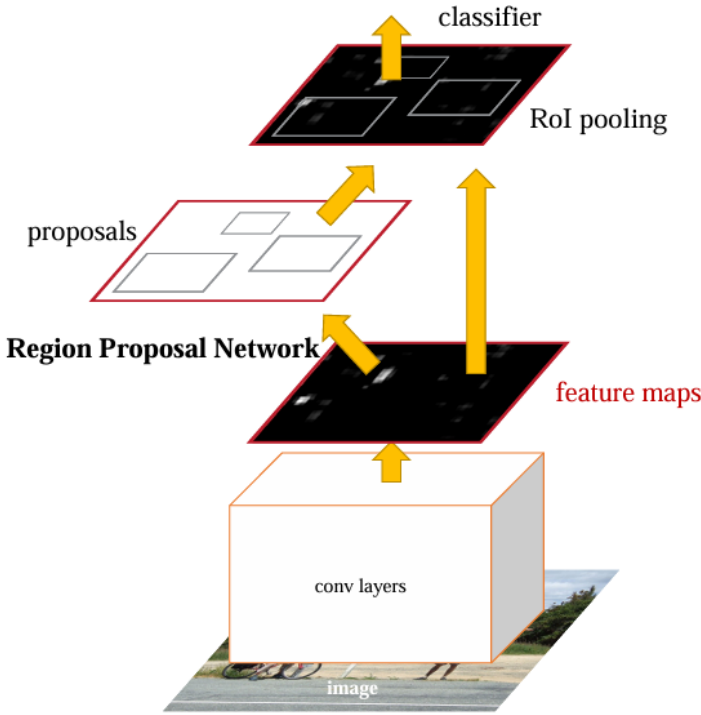 classifier
RoI pooling
proposals
Region Proposal Network
feature maps
conv layers
image